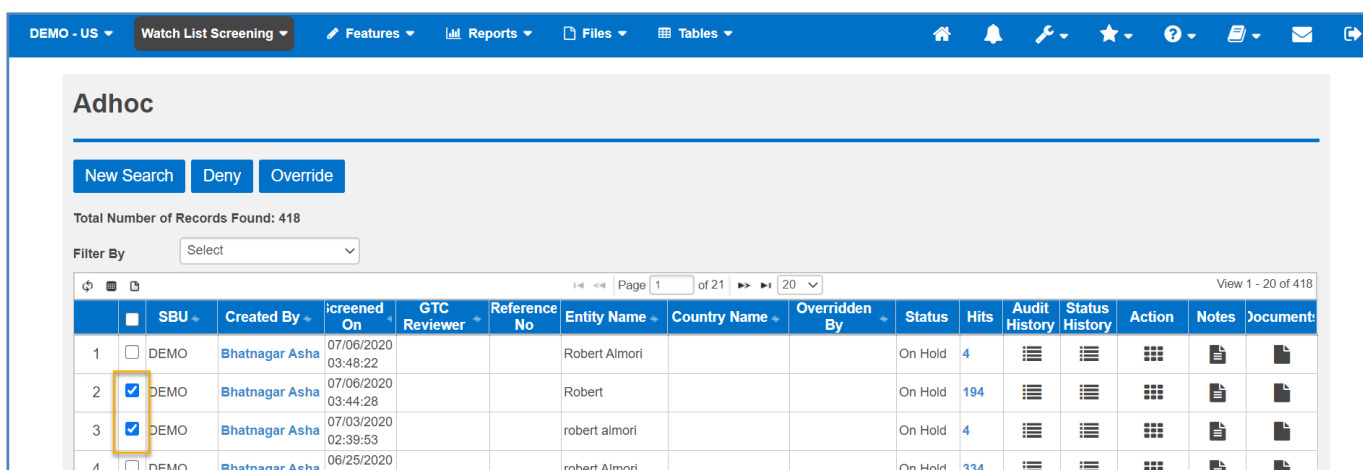 DEMO - US Watch List Screening Features Reports Files Tables
Adhoc
New Search Deny Override
Total Number of Records Found: 418
Filter By Select
Page 1 of 21 20 View 1 - 20 of 418
SBU Created By Screened On GTC Reviewer Reference No Entity Name Country Name Overridden By Status Hits Audit History Status History Action Notes Documents
1 DEMO Bhatnagar Asha 07/06/2020 03:48:22 Robert Almori On Hold 4
2 DEMO Bhatnagar Asha 07/06/2020 03:44:28 Robert On Hold 194
3 DEMO Bhatnagar Asha 07/03/2020 02:39:53 robert almori On Hold 4
4 DEMO Bhatnagar Asha 06/25/2020 robert Almori On Hold 334